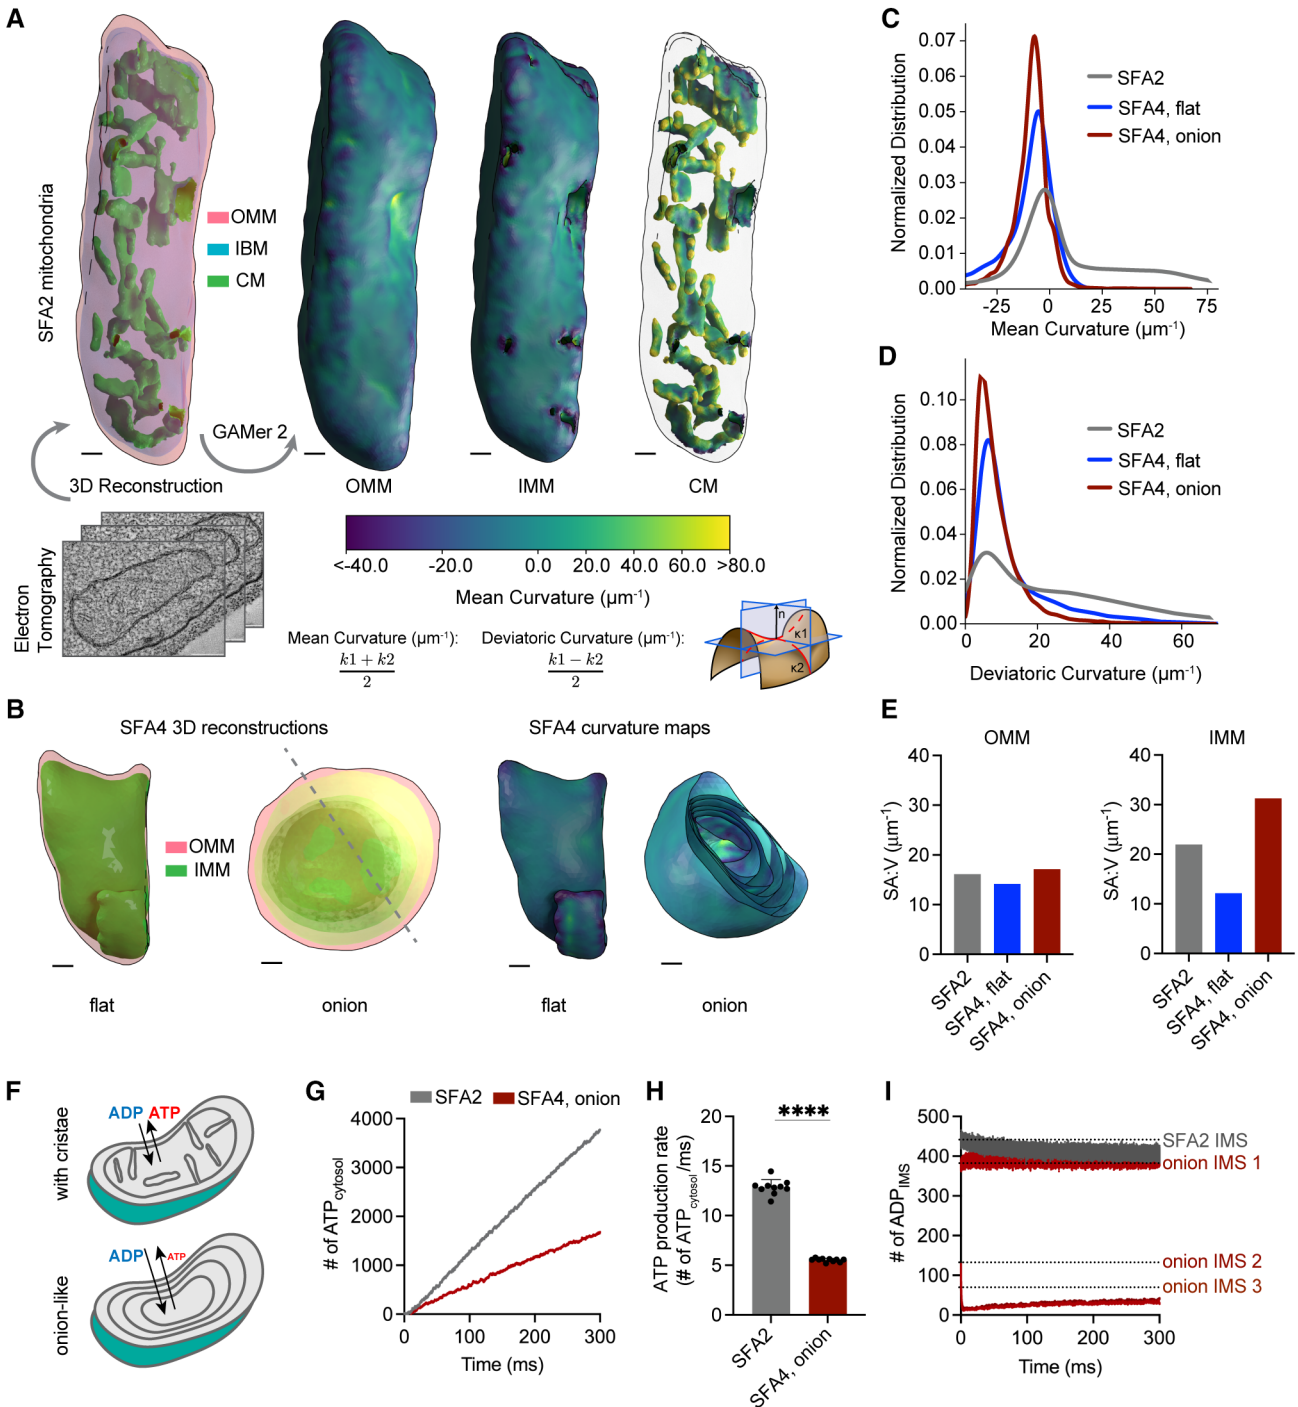 A
SFA2 mitochondria
OMM
IBM
CM
GAMer 2
3D Reconstruction
OMM
IMM
CM
Electron
Tomography
<-40.0
-20.0
0.0
20.0
40.0
60.0
>80.0
Mean Curvature (µm-1)
Mean Curvature (µm-1):
k1 + k2
2
Deviatoric Curvature (µm-1):
k1 − k2
2
n
κ1
κ2
B
SFA4 3D reconstructions
SFA4 curvature maps
OMM
IMM
flat
onion
flat
onion
C
Normalized Distribution
0.07
0.06
0.05
0.04
0.03
0.02
0.01
0.00
-25
0
25
50
75
Mean Curvature (µm-1)
SFA2
SFA4, flat
SFA4, onion
D
Normalized Distribution
0.10
0.08
0.06
0.04
0.02
0.00
0
20
40
60
Deviatoric Curvature (µm-1)
SFA2
SFA4, flat
SFA4, onion
E
OMM
SA:V (µm-1)
40
30
20
10
0
SFA2
SFA4, flat
SFA4, onion
IMM
SA:V (µm-1)
40
30
20
10
0
SFA2
SFA4, flat
SFA4, onion
F
with cristae
ADP ATP
onion-like
ADP
ATP
G
SFA2
SFA4, onion
# of ATPcytosol
4000
3000
2000
1000
0
0
100
200
300
Time (ms)
H
ATP production rate
(# of ATPcytosol/ms)
20
15
10
5
0
****
SFA2
SFA4, onion
I
# of ADPIMS
500
400
300
200
100
0
0
100
200
300
Time (ms)
SFA2 IMS
onion IMS 1
onion IMS 2
onion IMS 3